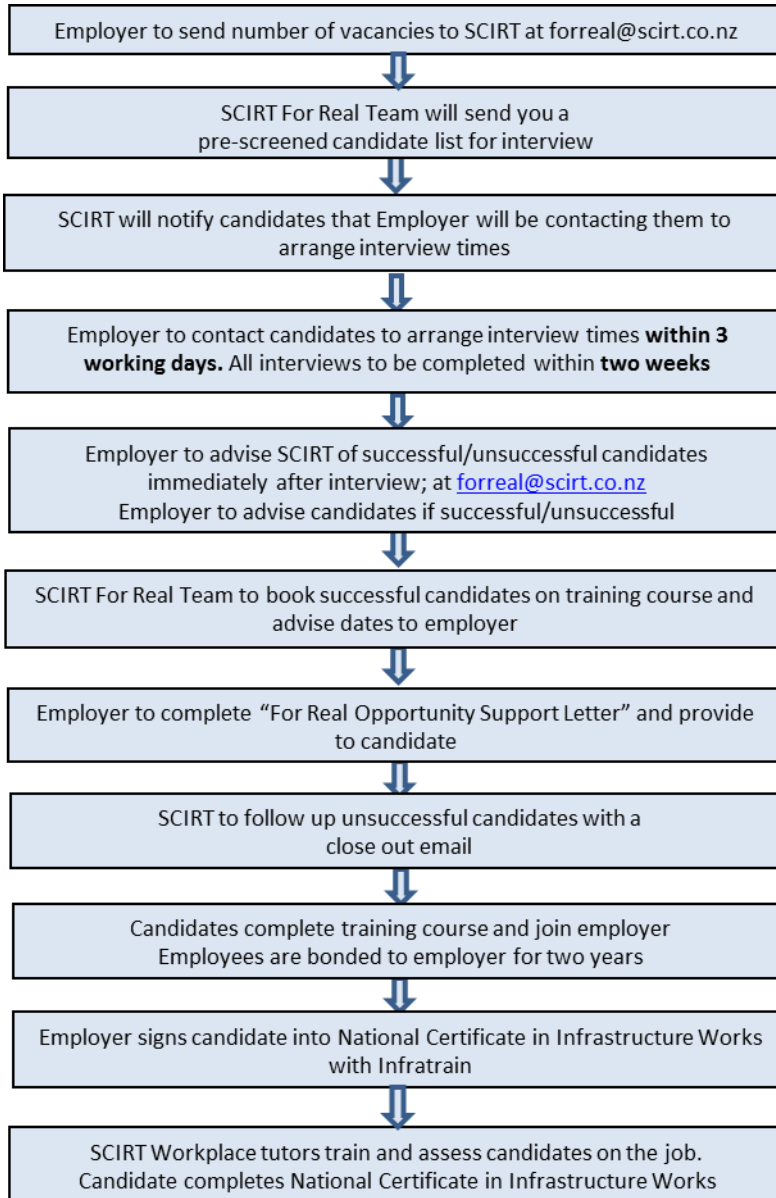 Employer to send number of vacancies to SCIRT at forreal@scirt.co.nz
SCIRT For Real Team will send you a
pre-screened candidate list for interview
SCIRT will notify candidates that Employer will be contacting them to
arrange interview times
Employer to contact candidates to arrange interview times within 3
working days. All interviews to be completed within two weeks
Employer to advise SCIRT of successful/unsuccessful candidates
immediately after interview; at forreal@scirt.co.nz
Employer to advise candidates if successful/unsuccessful
SCIRT For Real Team to book successful candidates on training course and
advise dates to employer
Employer to complete “For Real Opportunity Support Letter” and provide
to candidate
SCIRT to follow up unsuccessful candidates with a
close out email
Candidates complete training course and join employer
Employees are bonded to employer for two years
Employer signs candidate into National Certificate in Infrastructure Works
with Infratrain
SCIRT Workplace tutors train and assess candidates on the job.
Candidate completes National Certificate in Infrastructure Works